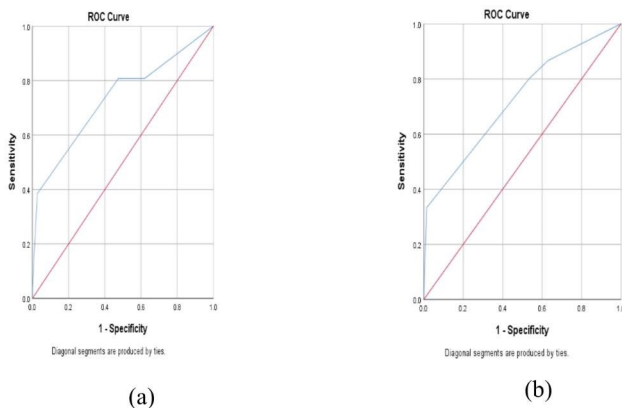 ROC Curve
1.0
0.8
0.6
0.4
0.2
0.0
Sensitivity
0.0 0.2 0.4 0.6 0.8 1.0
1 - Specificity
Diagonal segments are produced by ties.
(a)
ROC Curve
1.0
0.8
0.6
0.4
0.2
0.0
Sensitivity
0.0 0.2 0.4 0.6 0.8 1.0
1 - Specificity
Diagonal segments are produced by ties.
(b)